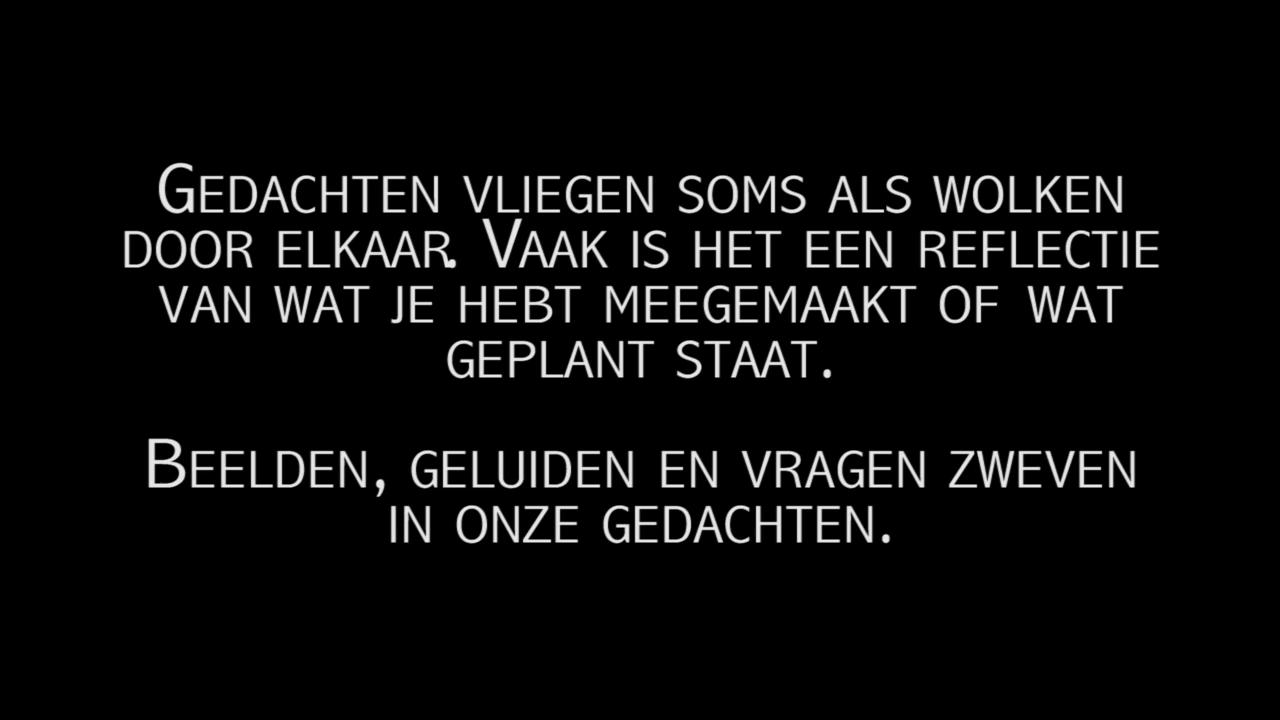 Gedachten vliegen soms als wolken
door elkaar. Vaak is het een reflectie
van wat je hebt meegemaakt of wat
geplant staat.
Beelden, geluiden en vragen zweven
in onze gedachten.